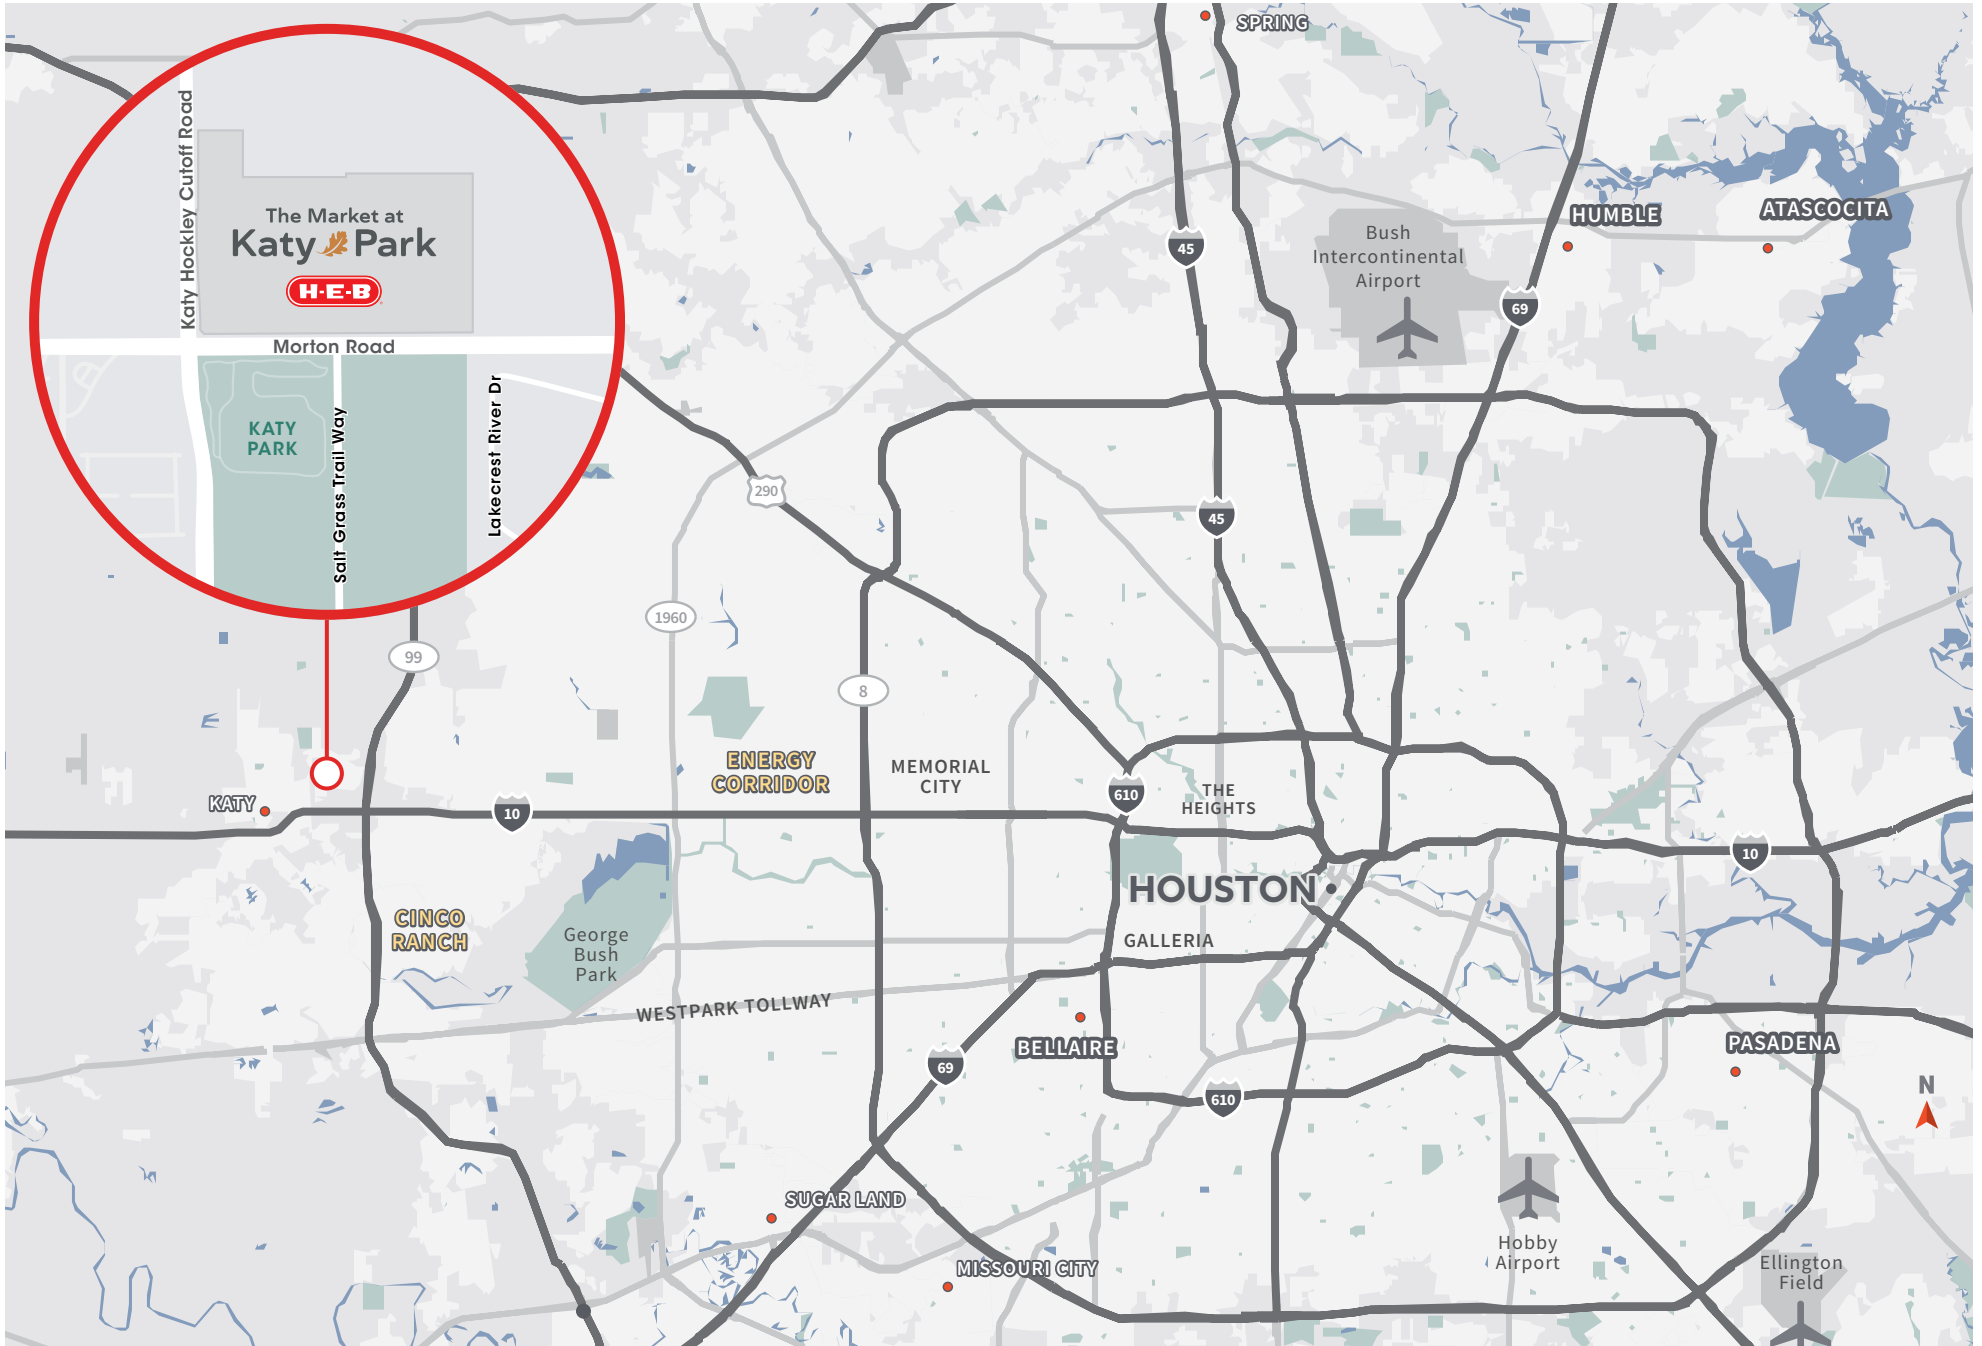 SPRING
Katy Hockley Cutoff Road
The Market at
Katy Park
H-E-B
Morton Road
KATY
PARK
Salt Grass Trail Way
Lakecrest River Dr
HUMBLE
ATASCOCITA
Bush
Intercontinental
Airport
45
69
290
45
1960
99
8
ENERGY
CORRIDOR
MEMORIAL
CITY
610
THE
HEIGHTS
KATY
10
10
HOUSTON
CINCO
RANCH
George
Bush
Park
GALLERIA
WESTPARK TOLLWAY
BELLAIRE
PASADENA
69
610
N
SUGAR LAND
MISSOURI CITY
Hobby
Airport
Ellington
Field